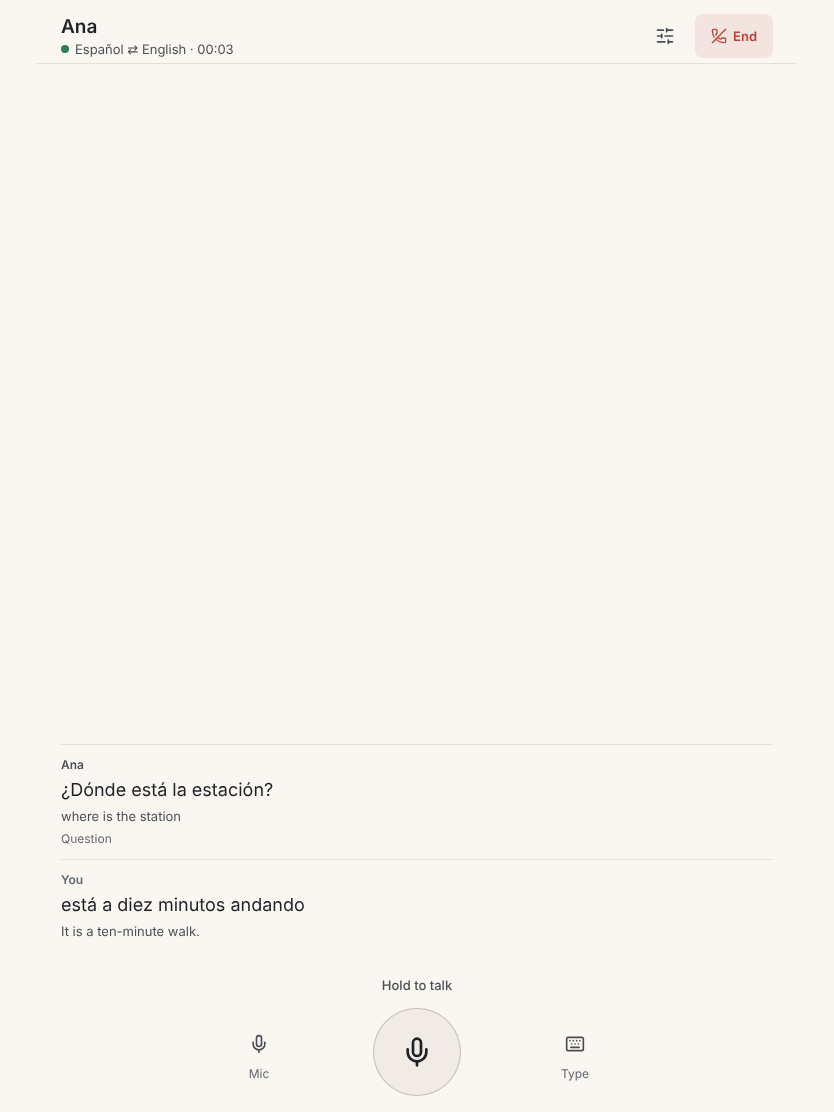 Ana
Español ⇄ English · 00:03
End
Ana
¿Dónde está la estación?
where is the station
Question
You
está a diez minutos andando
It is a ten-minute walk.
Hold to talk
Mic
Type